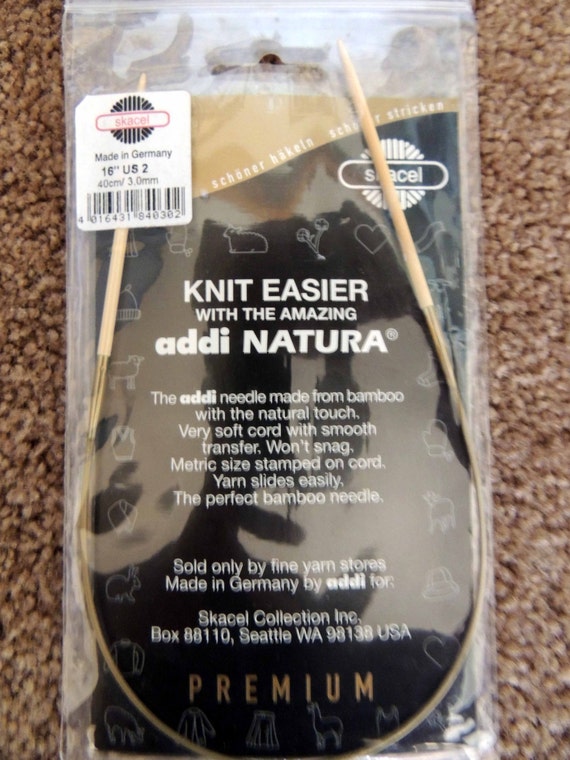 skacel
Made in Germany
16" US 2
40cm/ 3.0mm
4 016431 840302
schöner häkeln
schöner stricken
skacel
KNIT EASIER
WITH THE AMAZING
addi NATURA®
The addi needle made from bamboo
with the natural touch.
Very soft cord with smooth
transfer. Won't snag.
Metric size stamped on cord.
Yarn slides easily.
The perfect bamboo needle.
Sold only by fine yarn stores
Made in Germany by addi for:
Skacel Collection Inc.
Box 88110, Seattle WA 98138 USA
PREMIUM